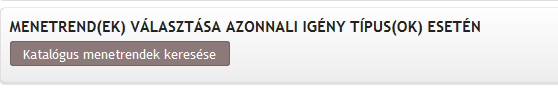 MENETREND(EK) VÁLASZTÁSA AZONNALI IGÉNY TÍPUS(OK) ESETÉN
Katalógus menetrendek keresése